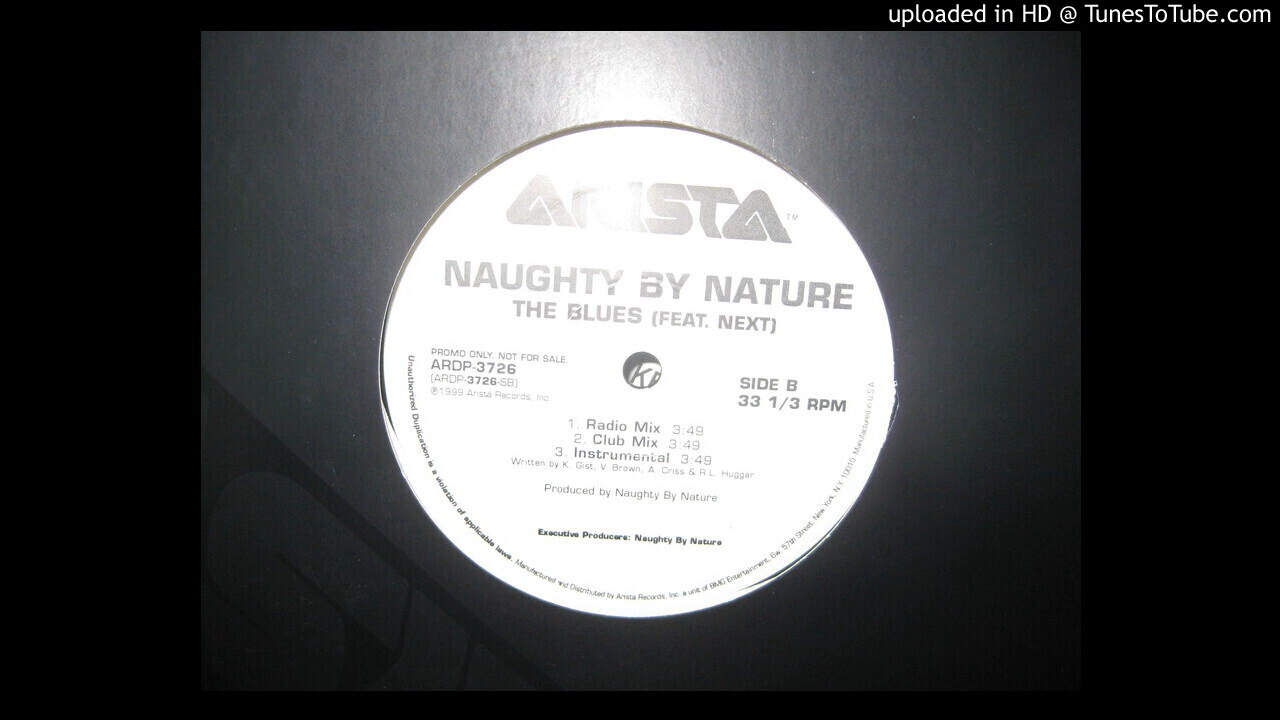 uploaded in HD @ TunesToTube.com
ARISTA™
NAUGHTY BY NATURE
THE BLUES (FEAT. NEXT)
PROMO ONLY. NOT FOR SALE.
ARDP-3726
(ARDP-3726-SB)
℗1999 Arista Records, Inc.
SIDE B
33 1/3 RPM
1. Radio Mix 3:49
2. Club Mix 3:49
3. Instrumental 3:49
Written by K. Gist, V. Brown, A. Criss & R.L. Huggar
Produced by Naughty By Nature
Executive Producers: Naughty By Nature
Unauthorized Duplication is a violation of applicable laws. Manufactured and Distributed by Arista Records, Inc. a unit of BMG Entertainment, 6w. 57th Street, New York, N.Y. 10019. Manufactured in U.S.A.